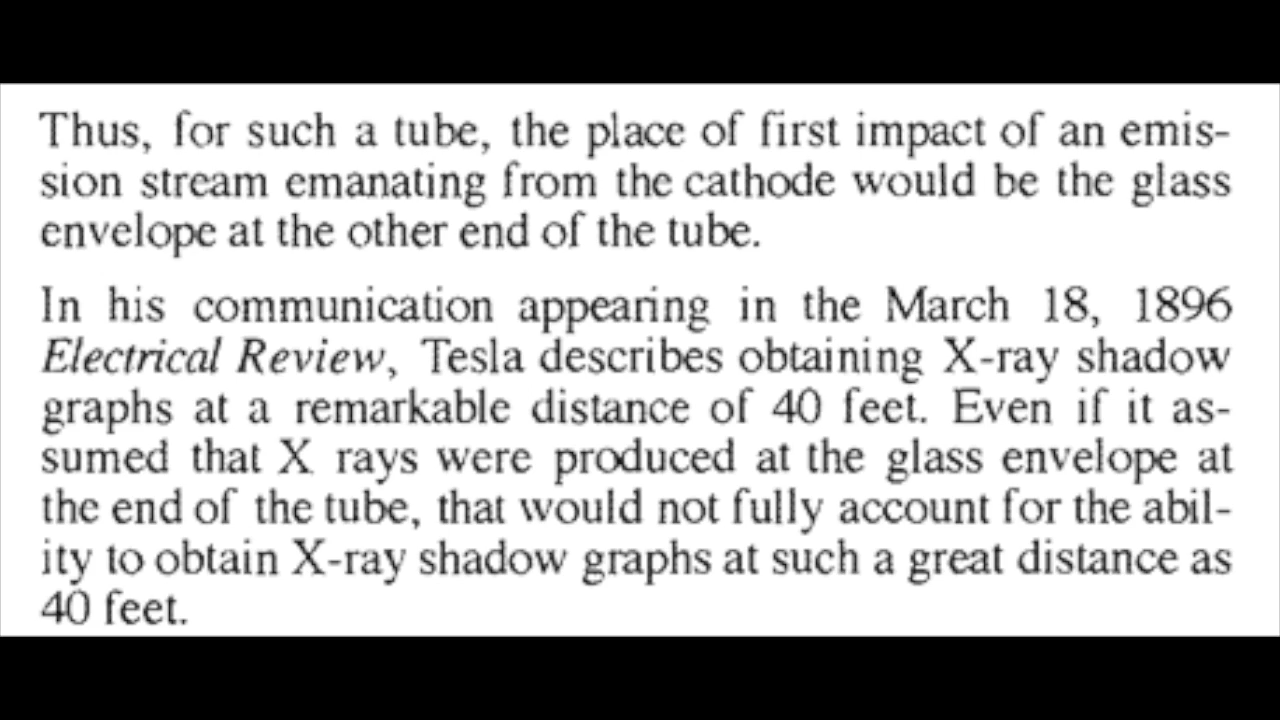 Thus, for such a tube, the place of first impact of an emis-
sion stream emanating from the cathode would be the glass
envelope at the other end of the tube.
In his communication appearing in the March 18, 1896
Electrical Review, Tesla describes obtaining X-ray shadow
graphs at a remarkable distance of 40 feet. Even if it as-
sumed that X rays were produced at the glass envelope at
the end of the tube, that would not fully account for the abil-
ity to obtain X-ray shadow graphs at such a great distance as
40 feet.